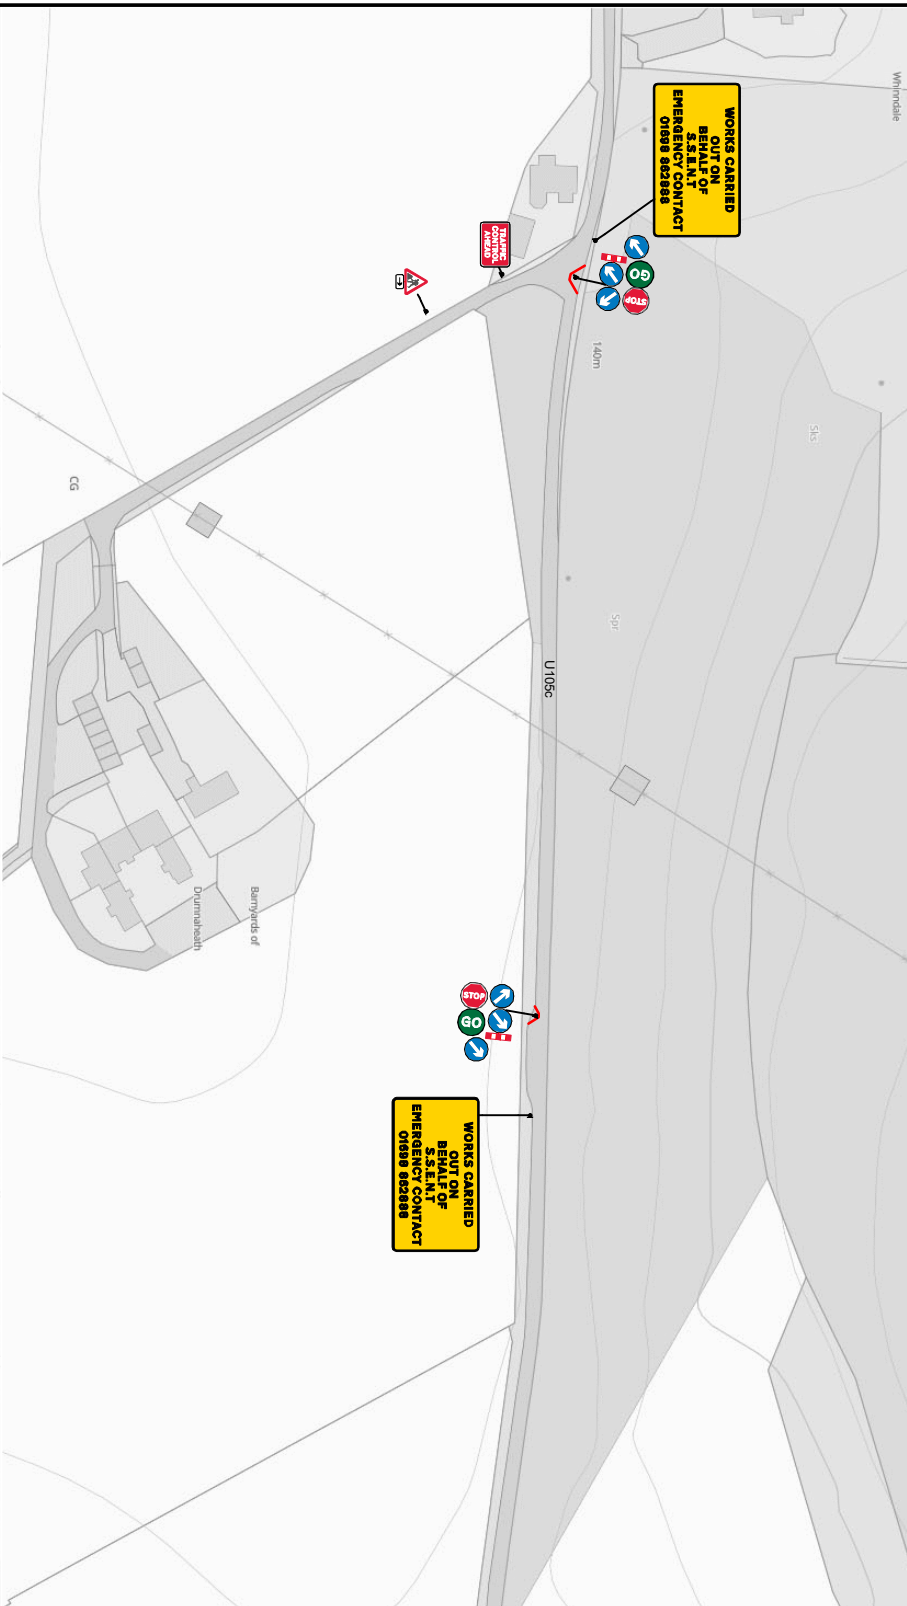 Whinndale
WORKS CARRIED
OUT ON
BEHALF OF
S.S.E.N.T
EMERGENCY CONTACT
01698 862888
TRAFFIC
CONTROL
AHEAD
GO
STOP
140m
Sks
CG
Spr
U105c
Barnyards of
Drumnaheath
STOP
GO
WORKS CARRIED
OUT ON
BEHALF OF
S.S.E.N.T
EMERGENCY CONTACT
01698 862888